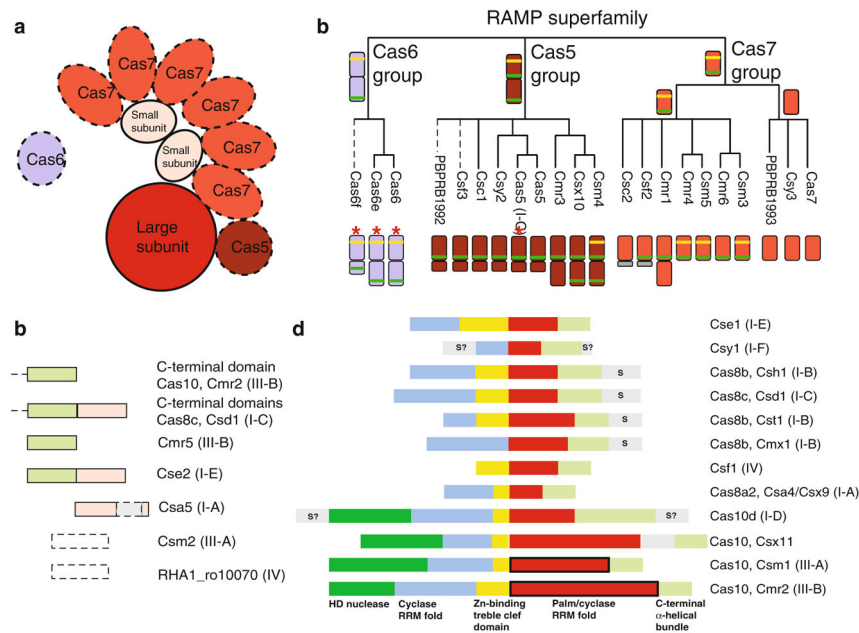 a
Cas7
Cas7
Cas7
Cas7
Cas7
Cas7
Small
subunit
Small
subunit
Cas6
Large
subunit
Cas5
b
RAMP superfamily
Cas6
group
Cas5
group
Cas7
group
Cas6f
Cas6e
Cas6
PBPRB1992
Csf3
Csc1
Csy2
Cas5 (I-C)
Cas5
Cmr3
Csx10
Csm4
Csc2
Csf2
Cmr1
Cmr4
Csm5
Cmr6
Csm3
PBPRB1993
Csy3
Cas7
* * *
*
b
C-terminal domain
Cas10, Cmr2 (III-B)
C-terminal domains
Cas8c, Csd1 (I-C)
Cmr5 (III-B)
Cse2 (I-E)
Csa5 (I-A)
Csm2 (III-A)
RHA1_ro10070 (IV)
d
Cse1 (I-E)
S? S? Csy1 (I-F)
S Cas8b, Csh1 (I-B)
S Cas8c, Csd1 (I-C)
S Cas8b, Cst1 (I-B)
S Cas8b, Cmx1 (I-B)
Csf1 (IV)
Cas8a2, Csa4/Csx9 (I-A)
S? S? Cas10d (I-D)
Cas10, Csx11
Cas10, Csm1 (III-A)
Cas10, Cmr2 (III-B)
HD nuclease
Cyclase
RRM fold
Zn-binding
treble clef
domain
Palm/cyclase
RRM fold
C-terminal
α-helical
bundle